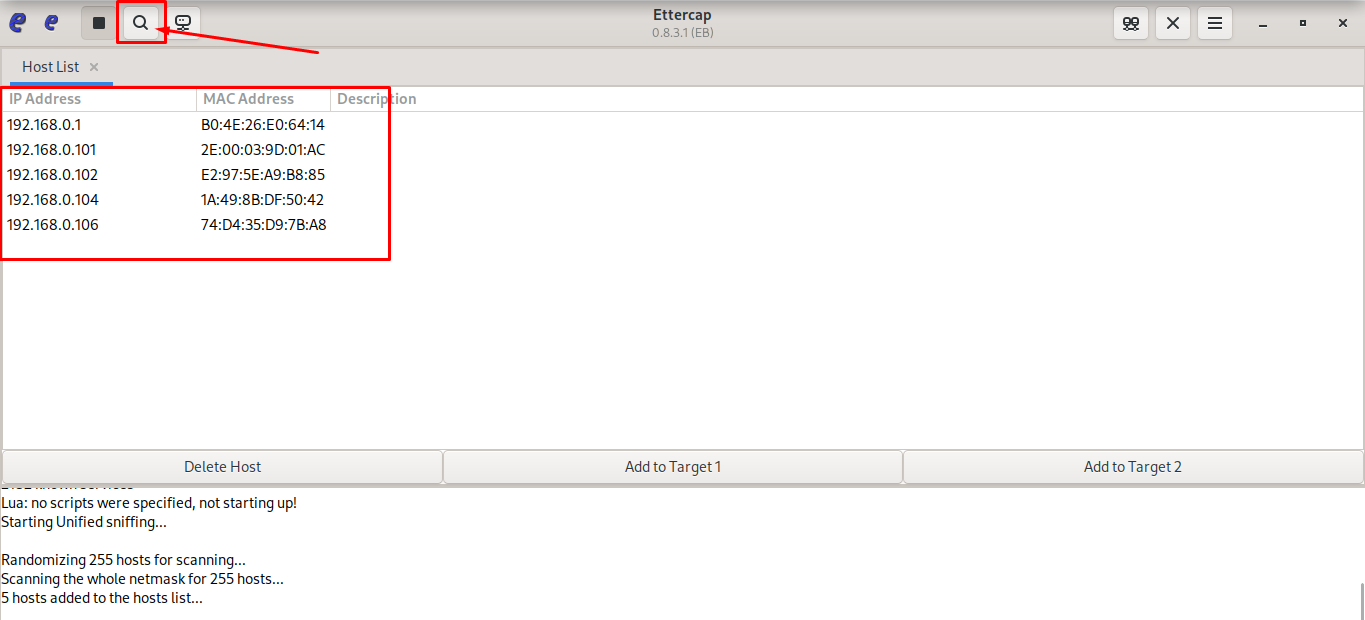 Ettercap
0.8.3.1 (EB)
Host List
IP Address MAC Address Description
192.168.0.1 B0:4E:26:E0:64:14
192.168.0.101 2E:00:03:9D:01:AC
192.168.0.102 E2:97:5E:A9:B8:85
192.168.0.104 1A:49:8B:DF:50:42
192.168.0.106 74:D4:35:D9:7B:A8
Delete Host Add to Target 1 Add to Target 2
Lua: no scripts were specified, not starting up!
Starting Unified sniffing...
Randomizing 255 hosts for scanning...
Scanning the whole netmask for 255 hosts...
5 hosts added to the hosts list...